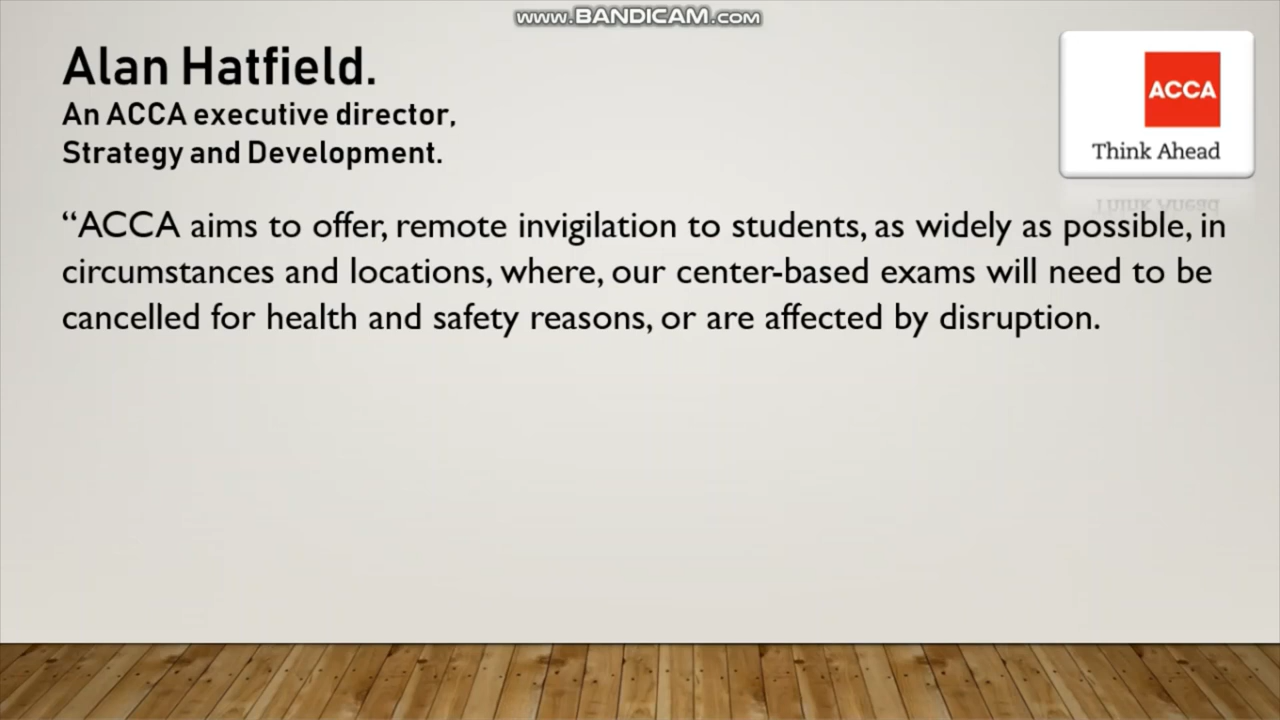 www.BANDICAM.com
Alan Hatfield.
An ACCA executive director,
Strategy and Development.
ACCA
Think Ahead
Think Ahead
“ACCA aims to offer, remote invigilation to students, as widely as possible, in
circumstances and locations, where, our center-based exams will need to be
cancelled for health and safety reasons, or are affected by disruption.